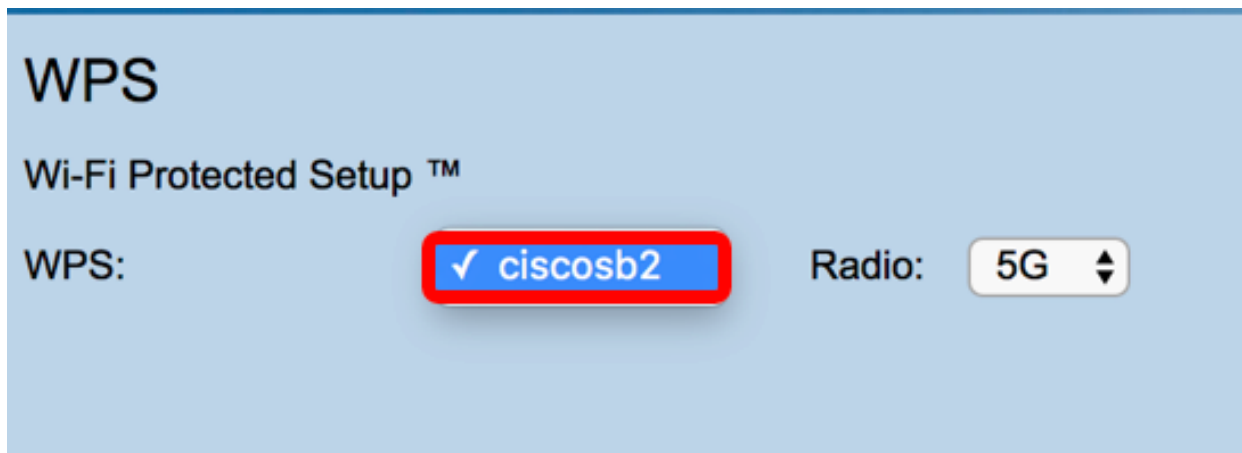 WPS
Wi-Fi Protected Setup ™
WPS: ✓ ciscosb2 Radio: 5G